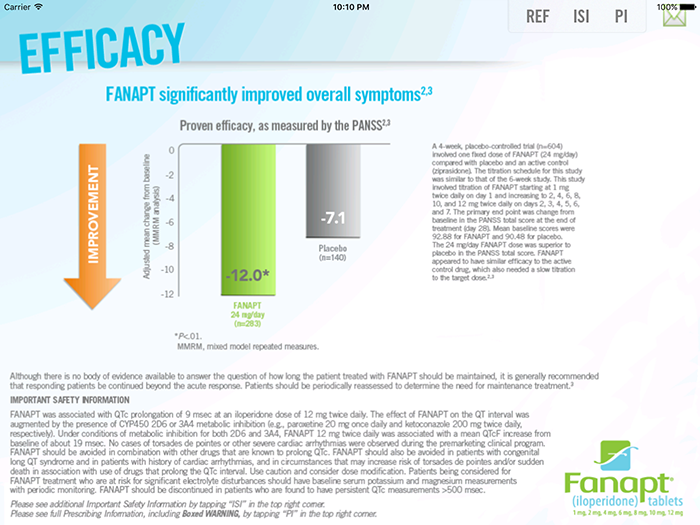 Carrier 10:10 PM 100%
REF ISI PI
EFFICACY
FANAPT significantly improved overall symptoms2,3
Proven efficacy, as measured by the PANSS2,3
IMPROVEMENT
Adjusted mean change from baseline
(MMRM analysis)
0
-2
-4
-6
-8
-10
-12
-12.0*
-7.1
FANAPT
24 mg/day
(n=283)
Placebo
(n=140)
*P<.01.
MMRM, mixed model repeated measures.
A 4-week, placebo-controlled trial (n=604)
involved one fixed dose of FANAPT (24 mg/day)
compared with placebo and an active control
(ziprasidone). The titration schedule for this study
was similar to that of the 6-week study. This study
involved titration of FANAPT starting at 1 mg
twice daily on day 1 and increasing to 2, 4, 6, 8,
10, and 12 mg twice daily on days 2, 3, 4, 5, 6,
and 7. The primary end point was change from
baseline in the PANSS total score at the end of
treatment (day 28). Mean baseline scores were
92.88 for FANAPT and 90.48 for placebo.
The 24 mg/day FANAPT dose was superior to
placebo in the PANSS total score. FANAPT
appeared to have similar efficacy to the active
control drug, which also needed a slow titration
to the target dose.2,3
Although there is no body of evidence available to answer the question of how long the patient treated with FANAPT should be maintained, it is generally recommended
that responding patients be continued beyond the acute response. Patients should be periodically reassessed to determine the need for maintenance treatment.3
IMPORTANT SAFETY INFORMATION
FANAPT was associated with QTc prolongation of 9 msec at an iloperidone dose of 12 mg twice daily. The effect of FANAPT on the QT interval was
augmented by the presence of CYP450 2D6 or 3A4 metabolic inhibition (e.g., paroxetine 20 mg once daily and ketoconazole 200 mg twice daily,
respectively). Under conditions of metabolic inhibition for both 2D6 and 3A4, FANAPT 12 mg twice daily was associated with a mean QTcF increase from
baseline of about 19 msec. No cases of torsades de pointes or other severe cardiac arrhythmias were observed during the premarketing clinical program.
FANAPT should be avoided in combination with other drugs that are known to prolong QTc. FANAPT should also be avoided in patients with congenital
long QT syndrome and in patients with history of cardiac arrhythmias, and in circumstances that may increase risk of torsades de pointes and/or sudden
death in association with use of drugs that prolong the QTc interval. Use caution and consider dose modification. Patients being considered for
FANAPT treatment who are at risk for significant electrolyte disturbances should have baseline serum potassium and magnesium measurements
with periodic monitoring. FANAPT should be discontinued in patients who are found to have persistent QTc measurements >500 msec.
Please see additional Important Safety Information by tapping “ISI” in the top right corner.
Please see full Prescribing Information, including Boxed WARNING, by tapping “PI” in the top right corner.
Fanapt®
(iloperidone) tablets
1 mg, 2 mg, 4 mg, 6 mg, 8 mg, 10 mg, 12 mg